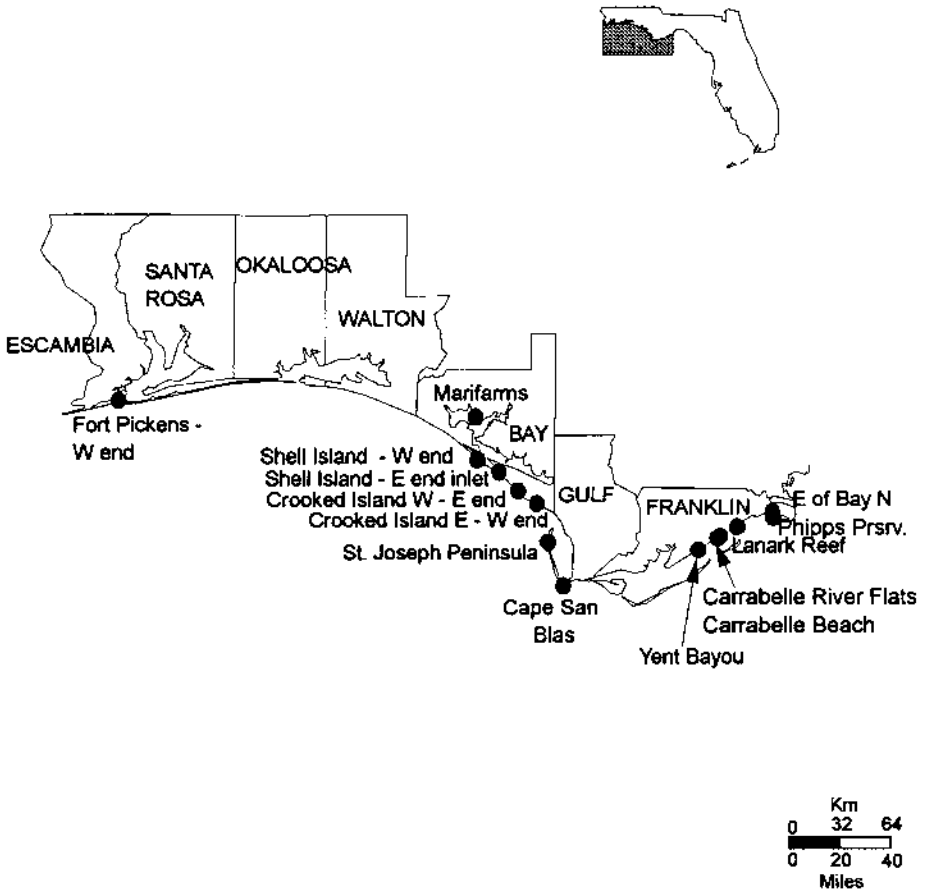 SANTA
ROSA
OKALOOSA
WALTON
ESCAMBIA
Fort Pickens -
W end
Marifarms
BAY
Shell Island - W end
Shell Island - E end inlet
Crooked Island W - E end
Crooked Island E - W end
St. Joseph Peninsula
GULF
FRANKLIN
E of Bay N
Phipps Prsrv.
Lanark Reef
Cape San
Blas
Carrabelle River Flats
Carrabelle Beach
Yent Bayou
Km
0 32 64
0 20 40
Miles